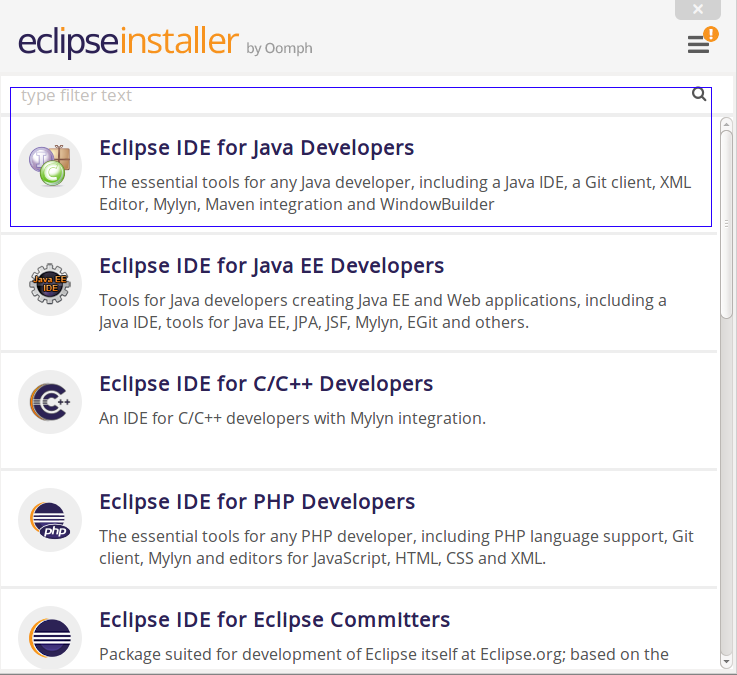 eclipseinstaller by Oomph
!
type filter text
EclIpse IDE for Java Developers
The essential tools for any Java developer, including a Java IDE, a Git client, XML
Editor, Mylyn, Maven integration and WindowBuilder
Java EE
IDE
EclIpse IDE for Java EE Developers
Tools for Java developers creating Java EE and Web applications, including a
Java IDE, tools for Java EE, JPA, JSF, Mylyn, EGit and others.
C++
EclIpse IDE for C/C++ Developers
An IDE for C/C++ developers with Mylyn integration.
php
EclIpse IDE for PHP Developers
The essential tools for any PHP developer, including PHP language support, Git
client, Mylyn and editors for JavaScript, HTML, CSS and XML.
EclIpse IDE for EclIpse CommItters
Package suited for development of Eclipse itself at Eclipse.org; based on the